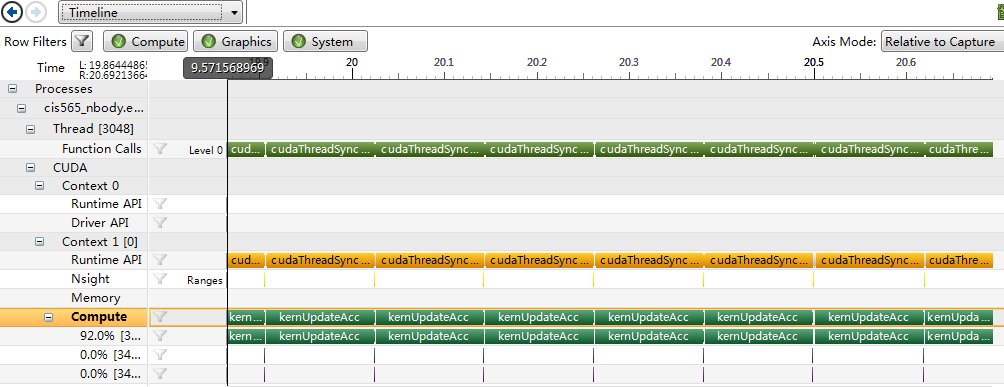 Timeline
Row Filters Compute Graphics System Axis Mode: Relative to Capture
Time L: 19.86444865 9.571568969 20 20.1 20.2 20.3 20.4 20.5 20.6
R:20.69213664
Processes
cis565_nbody.e...
Thread [3048]
Function Calls Level 0 cud... cudaThreadSync ... cudaThreadSync ... cudaThreadSync ... cudaThreadSync ... cudaThreadSync ... cudaThreadSync ... cudaThre...
CUDA
Context 0
Runtime API
Driver API
Context 1 [0]
Runtime API cud... cudaThreadSync ... cudaThreadSync ... cudaThreadSync ... cudaThreadSync ... cudaThreadSync ... cudaThreadSync ... cudaThre...
Nsight Ranges
Memory
Compute kern... kernUpdateAcc kernUpdateAcc kernUpdateAcc kernUpdateAcc kernUpdateAcc kernUpdateAcc kernUpda ...
92.0% [3... kern... kernUpdateAcc kernUpdateAcc kernUpdateAcc kernUpdateAcc kernUpdateAcc kernUpdateAcc kernUpda ...
0.0% [34...
0.0% [34...